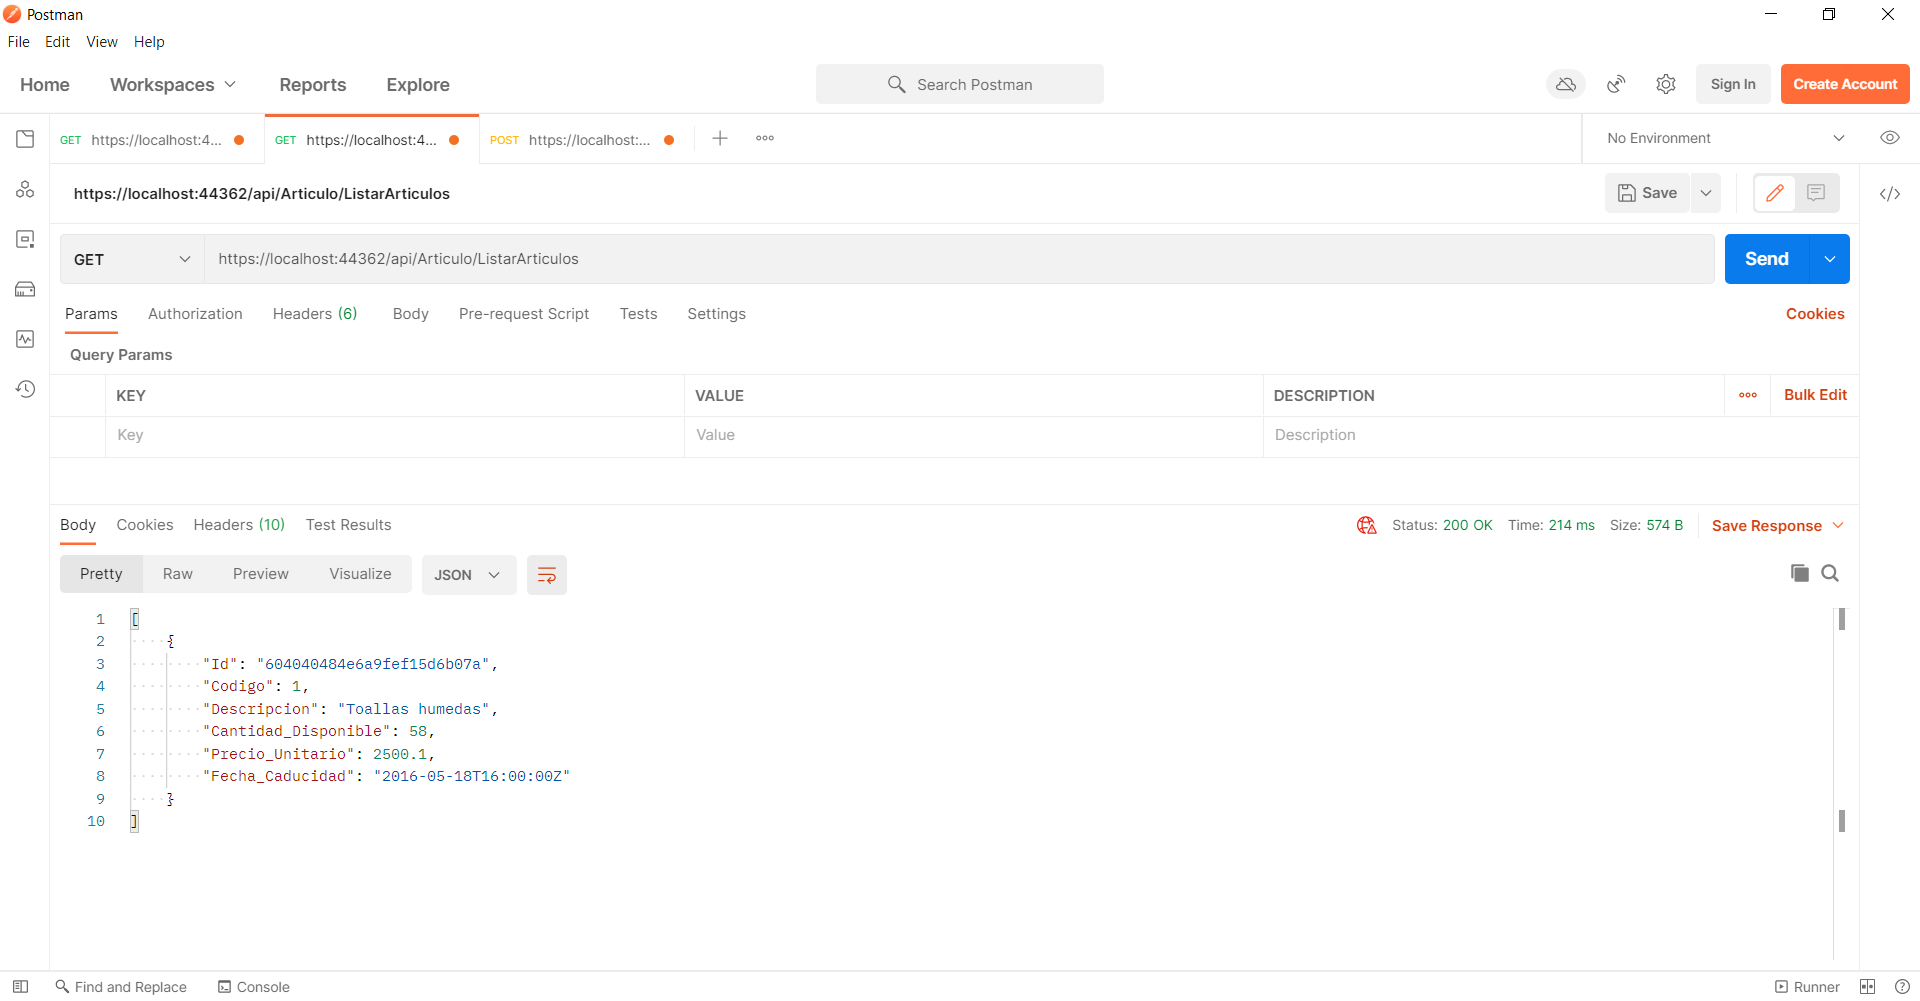 Postman
File Edit View Help
Home Workspaces Reports Explore Search Postman Sign In Create Account
GET https://localhost:4... GET https://localhost:4... POST https://localhost:... No Environment
https://localhost:44362/api/Articulo/ListarArticulos Save
GET https://localhost:44362/api/Articulo/ListarArticulos Send
Params Authorization Headers (6) Body Pre-request Script Tests Settings Cookies
Query Params
KEY VALUE DESCRIPTION Bulk Edit
Key Value Description
Body Cookies Headers (10) Test Results Status: 200 OK Time: 214 ms Size: 574 B Save Response
Pretty Raw Preview Visualize JSON
1 [
2 {
3 "Id": "604040484e6a9fef15d6b07a",
4 "Codigo": 1,
5 "Descripcion": "Toallas humedas",
6 "Cantidad_Disponible": 58,
7 "Precio_Unitario": 2500.1,
8 "Fecha_Caducidad": "2016-05-18T16:00:00Z"
9 }
10 ]
Find and Replace Console Runner